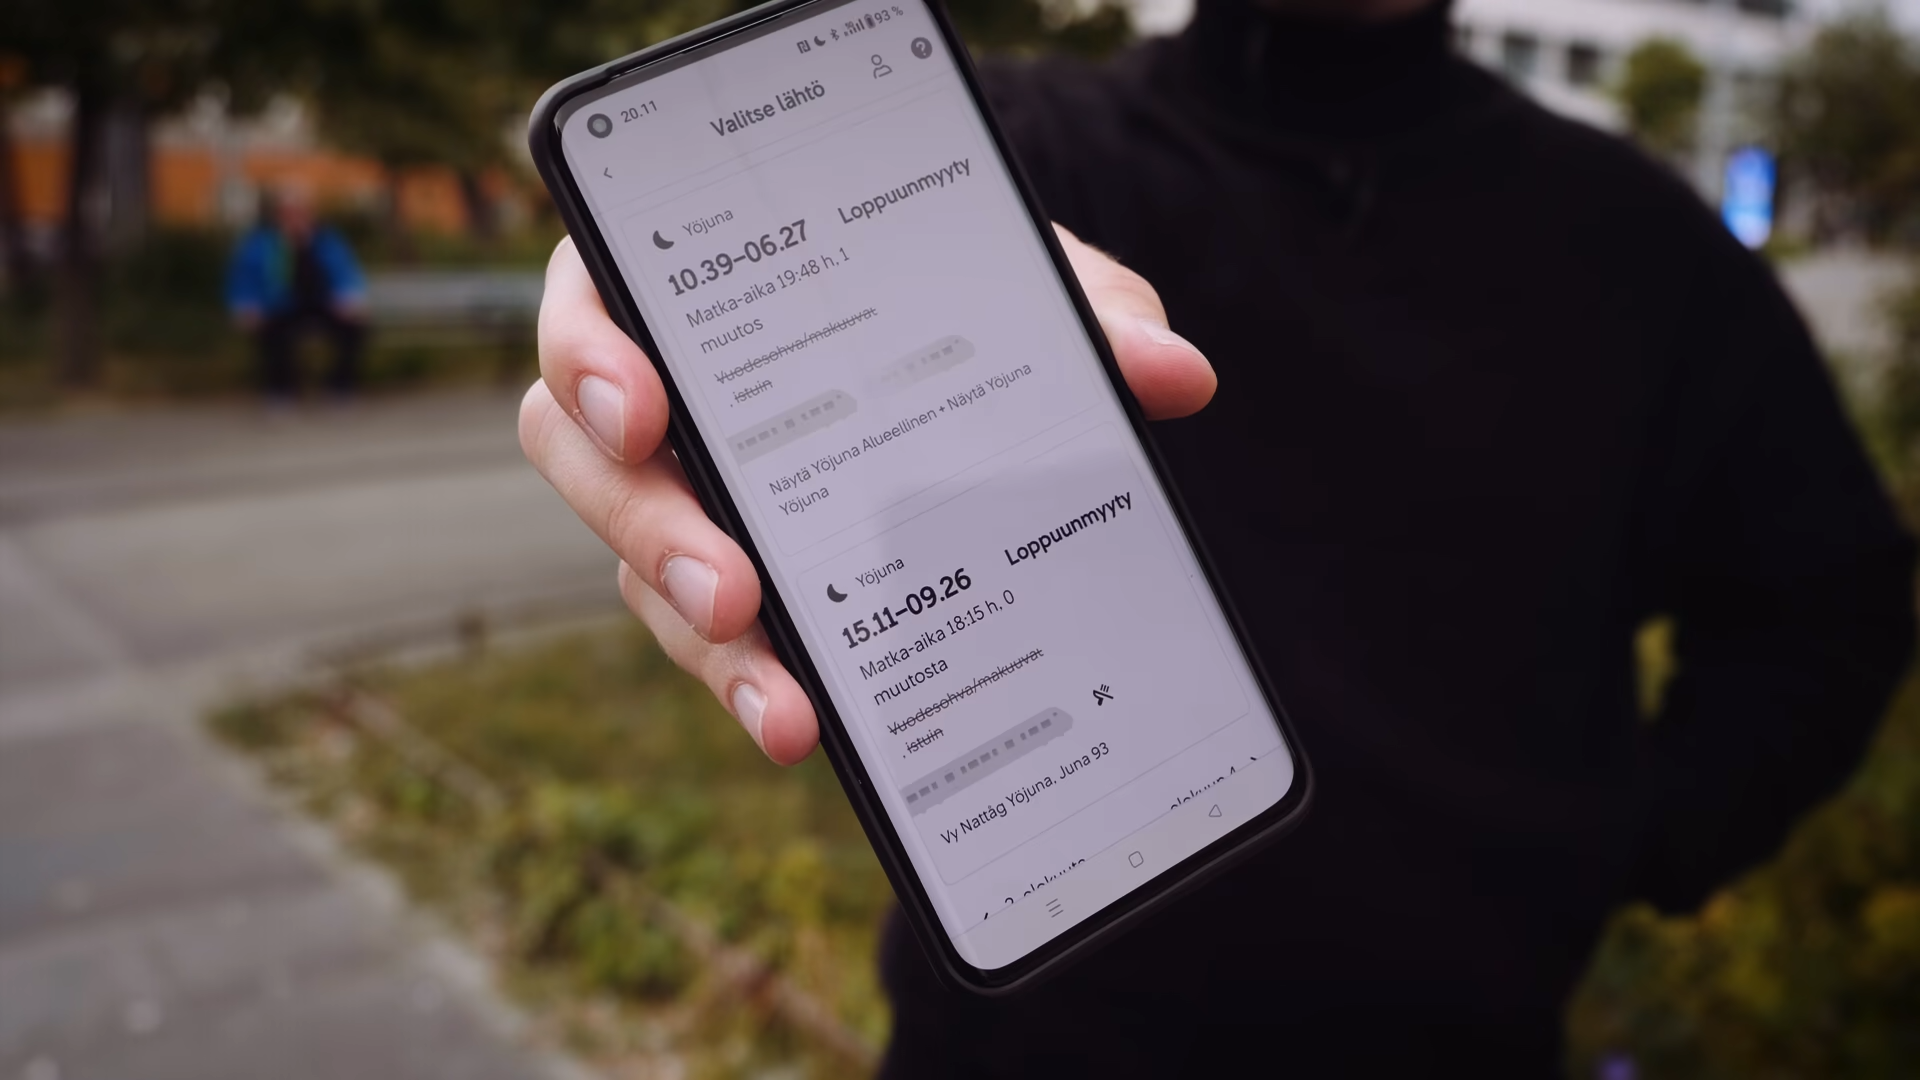 20.11
93 %
Valitse lähtö
Yöjuna
Loppuunmyyty
10.39–06.27
Matka-aika 19:48 h, 1
muutos
Vuodesohva/makuuvat
. istuin
Näytä Yöjuna Alueellinen + Näytä Yöjuna
Yöjuna
Yöjuna
Loppuunmyyty
15.11–09.26
Matka-aika 18:15 h, 0
muutosta
Vuodesohva/makuuvat
. istuin
Vy Nattåg Yöjuna, Juna 93